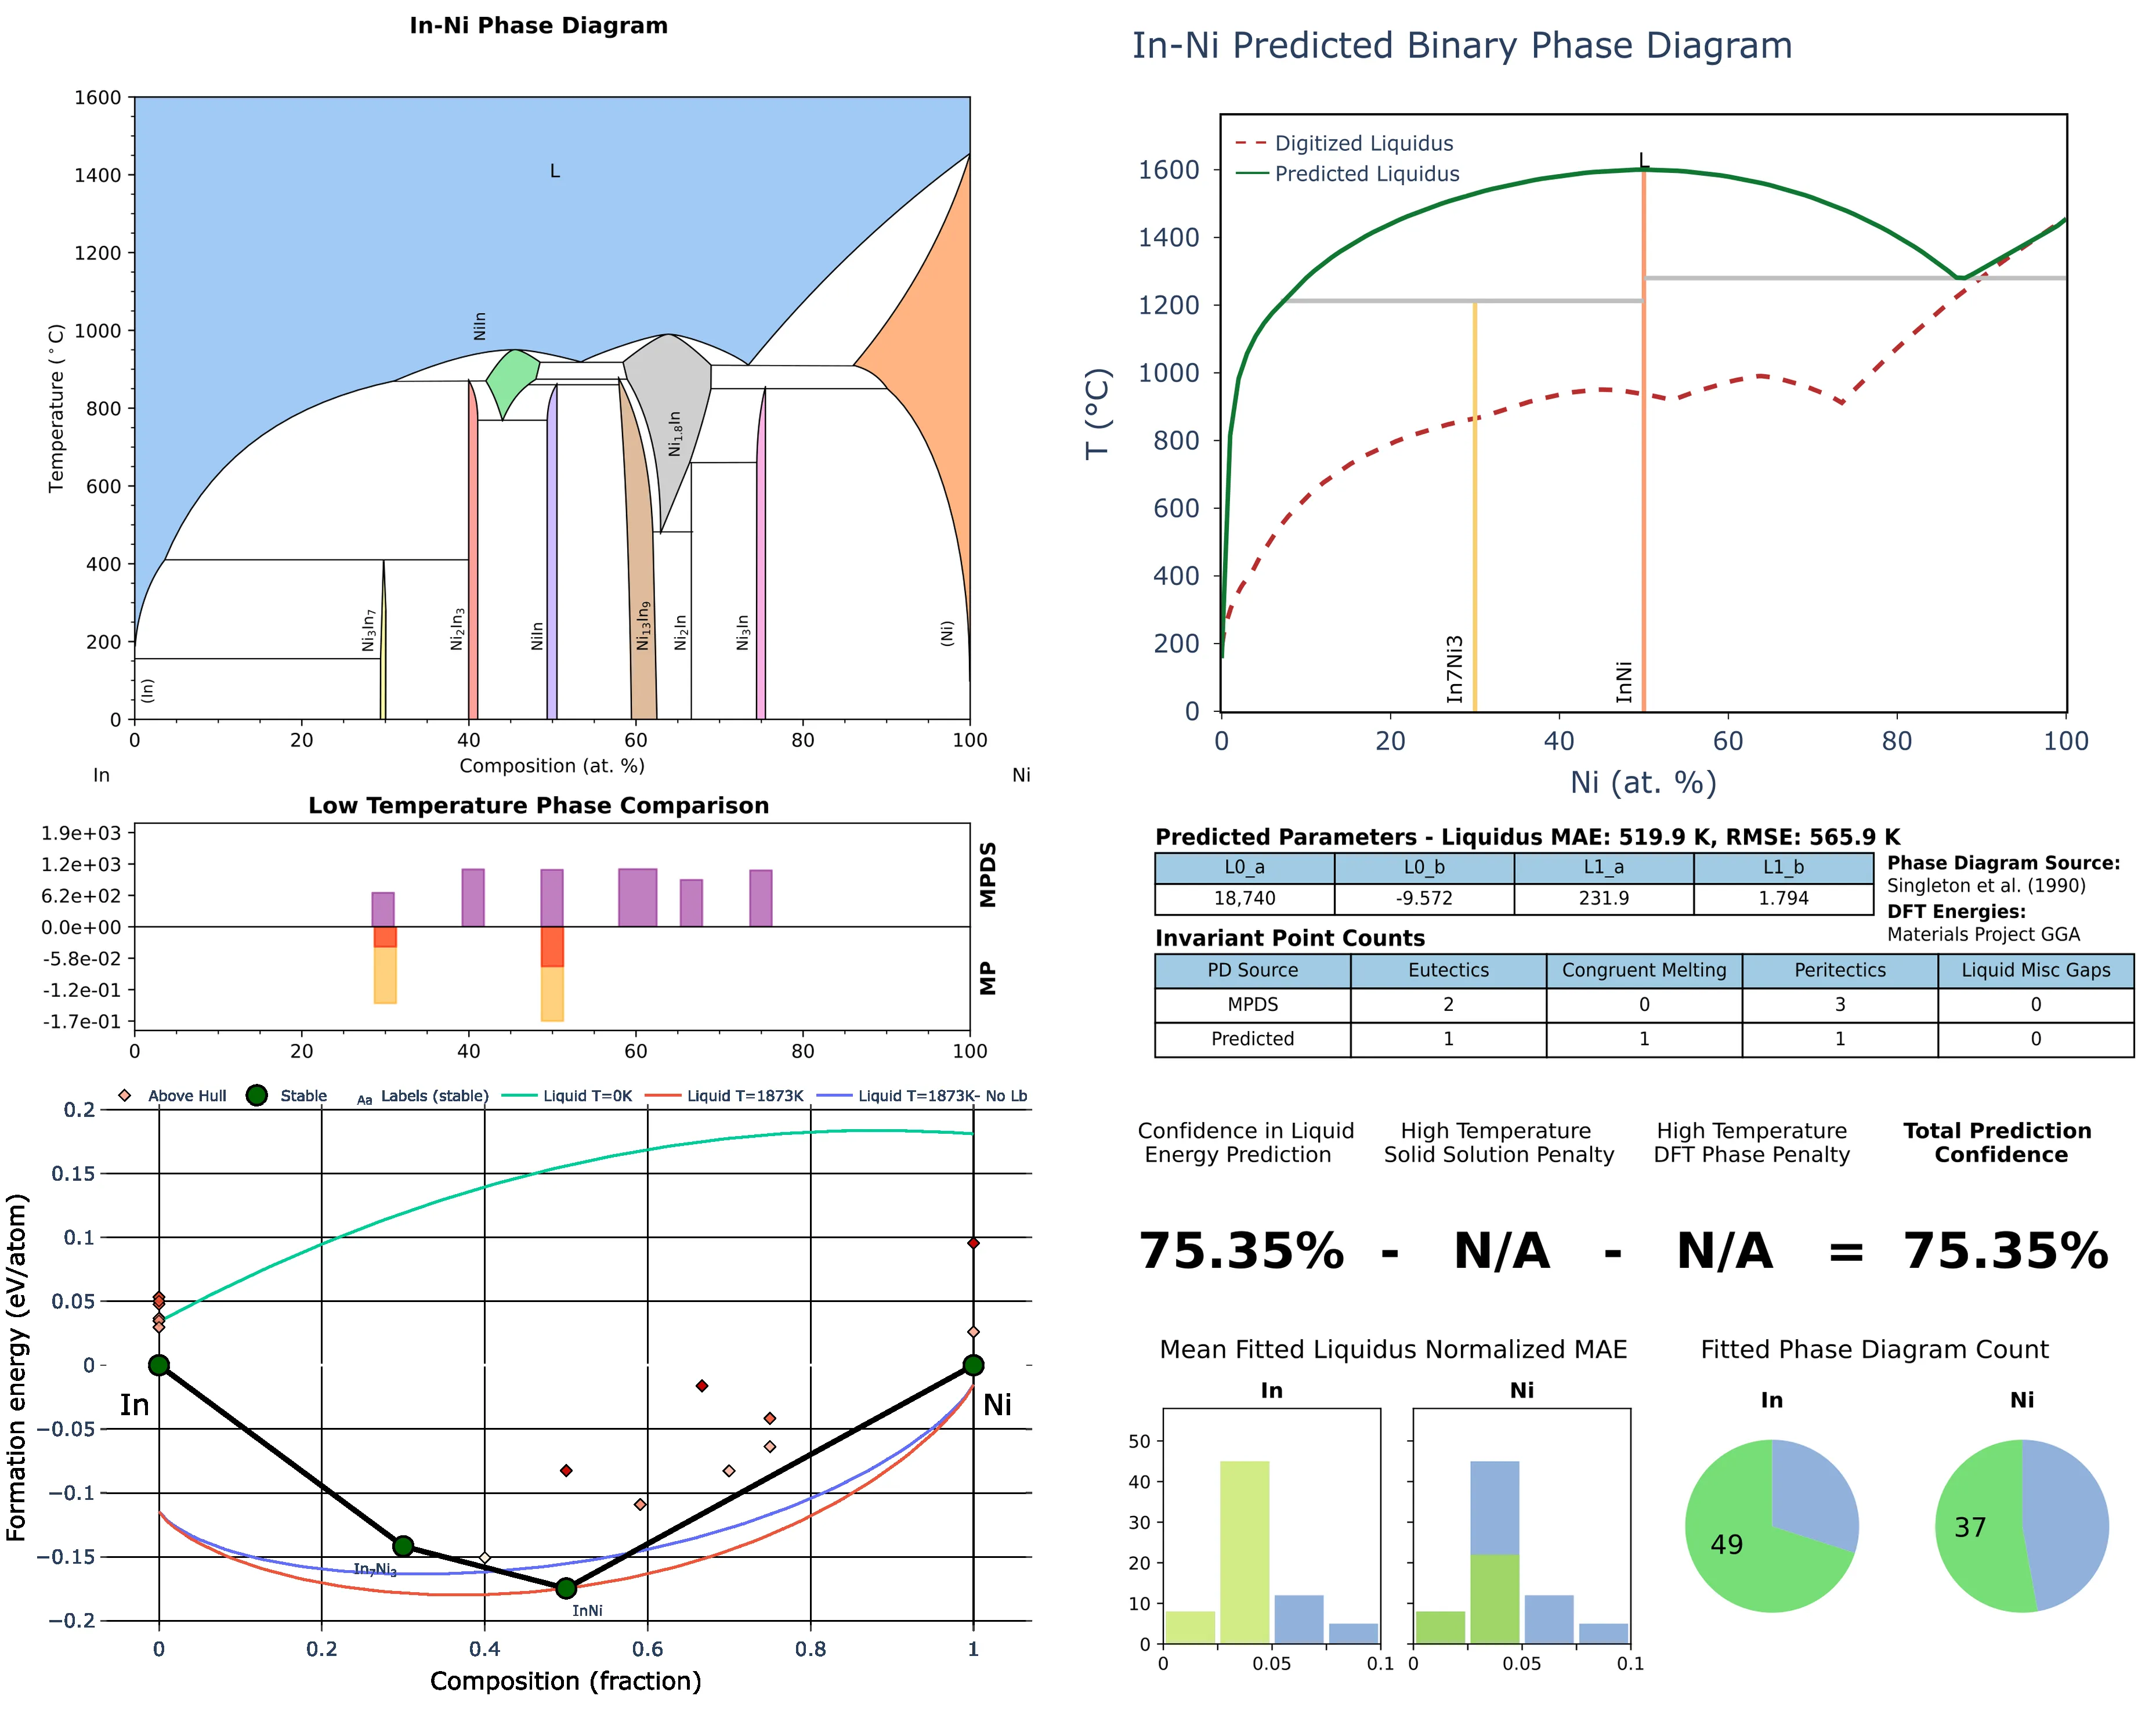 In-Ni Phase Diagram
1600
1400
1200
1000
800
600
400
200
0
Temperature (°C)
L
NiIn
Ni3In7
Ni2In3
NiIn
Ni13In9
Ni1.8In
Ni2In
Ni3In
(In)
(Ni)
0 20 40 60 80 100
Composition (at. %)
In Ni
Low Temperature Phase Comparison
1.9e+03
1.2e+03
6.2e+02
0.0e+00
-5.8e-02
-1.2e-01
-1.7e-01
MPDS
MP
0 20 40 60 80 100
Above Hull Stable Aa Labels (stable) Liquid T=0K Liquid T=1873K Liquid T=1873K- No Lb
0.2
0.15
0.1
0.05
0
−0.05
−0.1
−0.15
−0.2
Formation energy (eV/atom)
In
Ni
In7Ni3
InNi
0 0.2 0.4 0.6 0.8 1
Composition (fraction)
In-Ni Predicted Binary Phase Diagram
Digitized Liquidus
Predicted Liquidus
L
1600
1400
1200
1000
800
600
400
200
0
T (°C)
In7Ni3
InNi
0 20 40 60 80 100
Ni (at. %)
Predicted Parameters - Liquidus MAE: 519.9 K, RMSE: 565.9 K
L0_a L0_b L1_a L1_b
18,740 -9.572 231.9 1.794
Phase Diagram Source:
Singleton et al. (1990)
DFT Energies:
Materials Project GGA
Invariant Point Counts
PD Source Eutectics Congruent Melting Peritectics Liquid Misc Gaps
MPDS 2 0 3 0
Predicted 1 1 1 0
Confidence in Liquid Energy Prediction
High Temperature Solid Solution Penalty
High Temperature DFT Phase Penalty
Total Prediction Confidence
75.35% - N/A - N/A = 75.35%
Mean Fitted Liquidus Normalized MAE
In Ni
50
40
30
20
10
0
0 0.05 0.1 0 0.05 0.1
Fitted Phase Diagram Count
In Ni
49 37